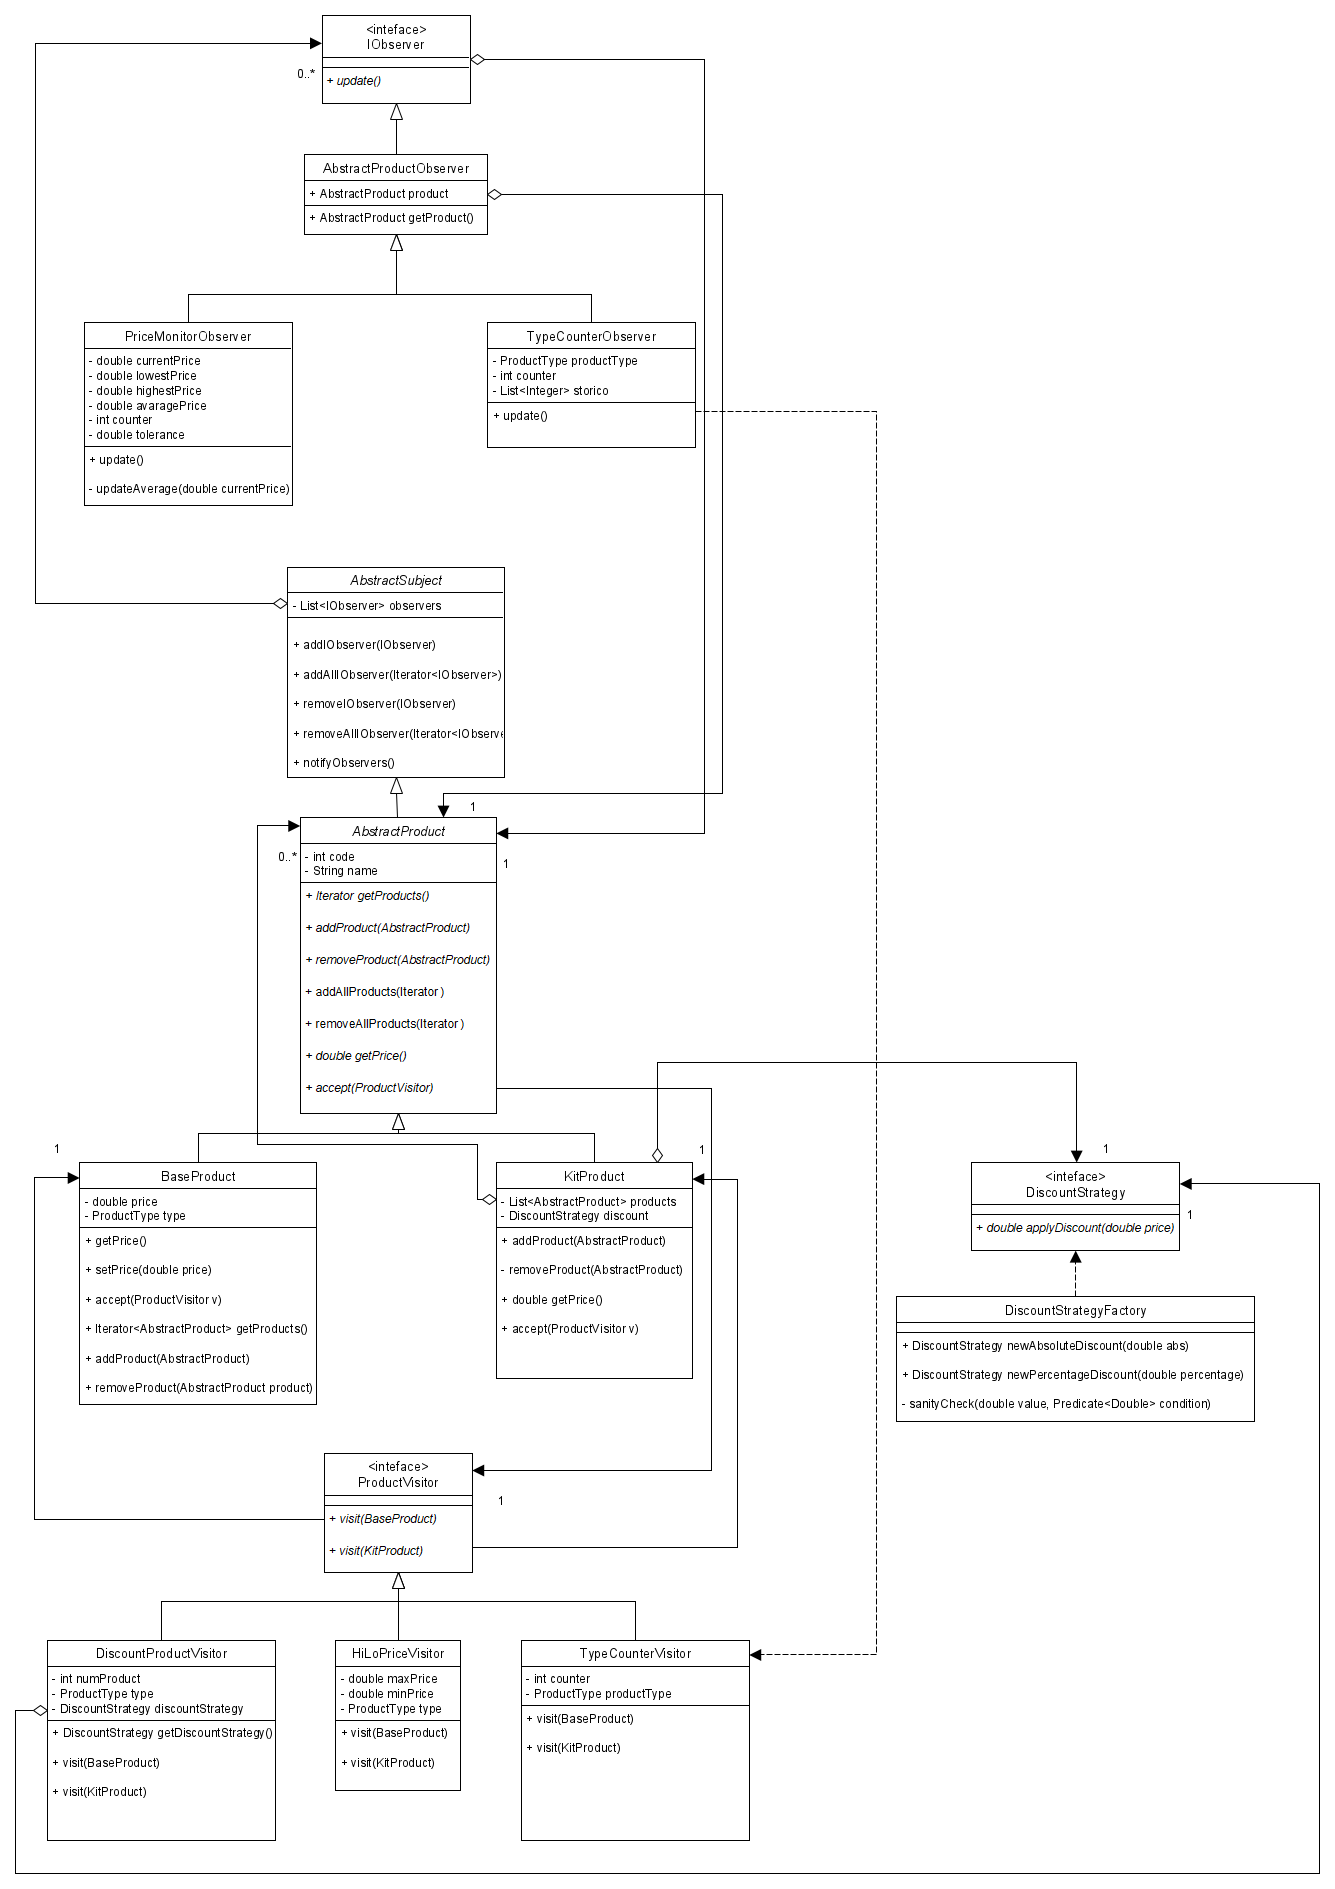 <inteface>
IObserver
0..*
+ update()
AbstractProductObserver
+ AbstractProduct product
+ AbstractProduct getProduct()
PriceMonitorObserver
- double currentPrice
- double lowestPrice
- double highestPrice
- double avaragePrice
- int counter
- double tolerance
+ update()
- updateAverage(double currentPrice)
TypeCounterObserver
- ProductType productType
- int counter
- List<Integer> storico
+ update()
AbstractSubject
- List<IObserver> observers
+ addIObserver(IObserver)
+ addAllIObserver(Iterator<IObserver>)
+ removeIObserver(IObserver)
+ removeAllIObserver(Iterator<IObserve
+ notifyObservers()
1
AbstractProduct
0..*
1
- int code
- String name
+ Iterator getProducts()
+ addProduct(AbstractProduct)
+ removeProduct(AbstractProduct)
+ addAllProducts(Iterator )
+ removeAllProducts(Iterator )
+ double getPrice()
+ accept(ProductVisitor)
1
BaseProduct
- double price
- ProductType type
+ getPrice()
+ setPrice(double price)
+ accept(ProductVisitor v)
+ Iterator<AbstractProduct> getProducts()
+ addProduct(AbstractProduct)
+ removeProduct(AbstractProduct product)
1
KitProduct
- List<AbstractProduct> products
- DiscountStrategy discount
+ addProduct(AbstractProduct)
- removeProduct(AbstractProduct)
+ double getPrice()
+ accept(ProductVisitor v)
1
<inteface>
DiscountStrategy
1
+ double applyDiscount(double price)
DiscountStrategyFactory
+ DiscountStrategy newAbsoluteDiscount(double abs)
+ DiscountStrategy newPercentageDiscount(double percentage)
- sanityCheck(double value, Predicate<Double> condition)
<inteface>
ProductVisitor
1
+ visit(BaseProduct)
+ visit(KitProduct)
DiscountProductVisitor
- int numProduct
- ProductType type
- DiscountStrategy discountStrategy
+ DiscountStrategy getDiscountStrategy()
+ visit(BaseProduct)
+ visit(KitProduct)
HiLoPriceVisitor
- double maxPrice
- double minPrice
- ProductType type
+ visit(BaseProduct)
+ visit(KitProduct)
TypeCounterVisitor
- int counter
- ProductType productType
+ visit(BaseProduct)
+ visit(KitProduct)